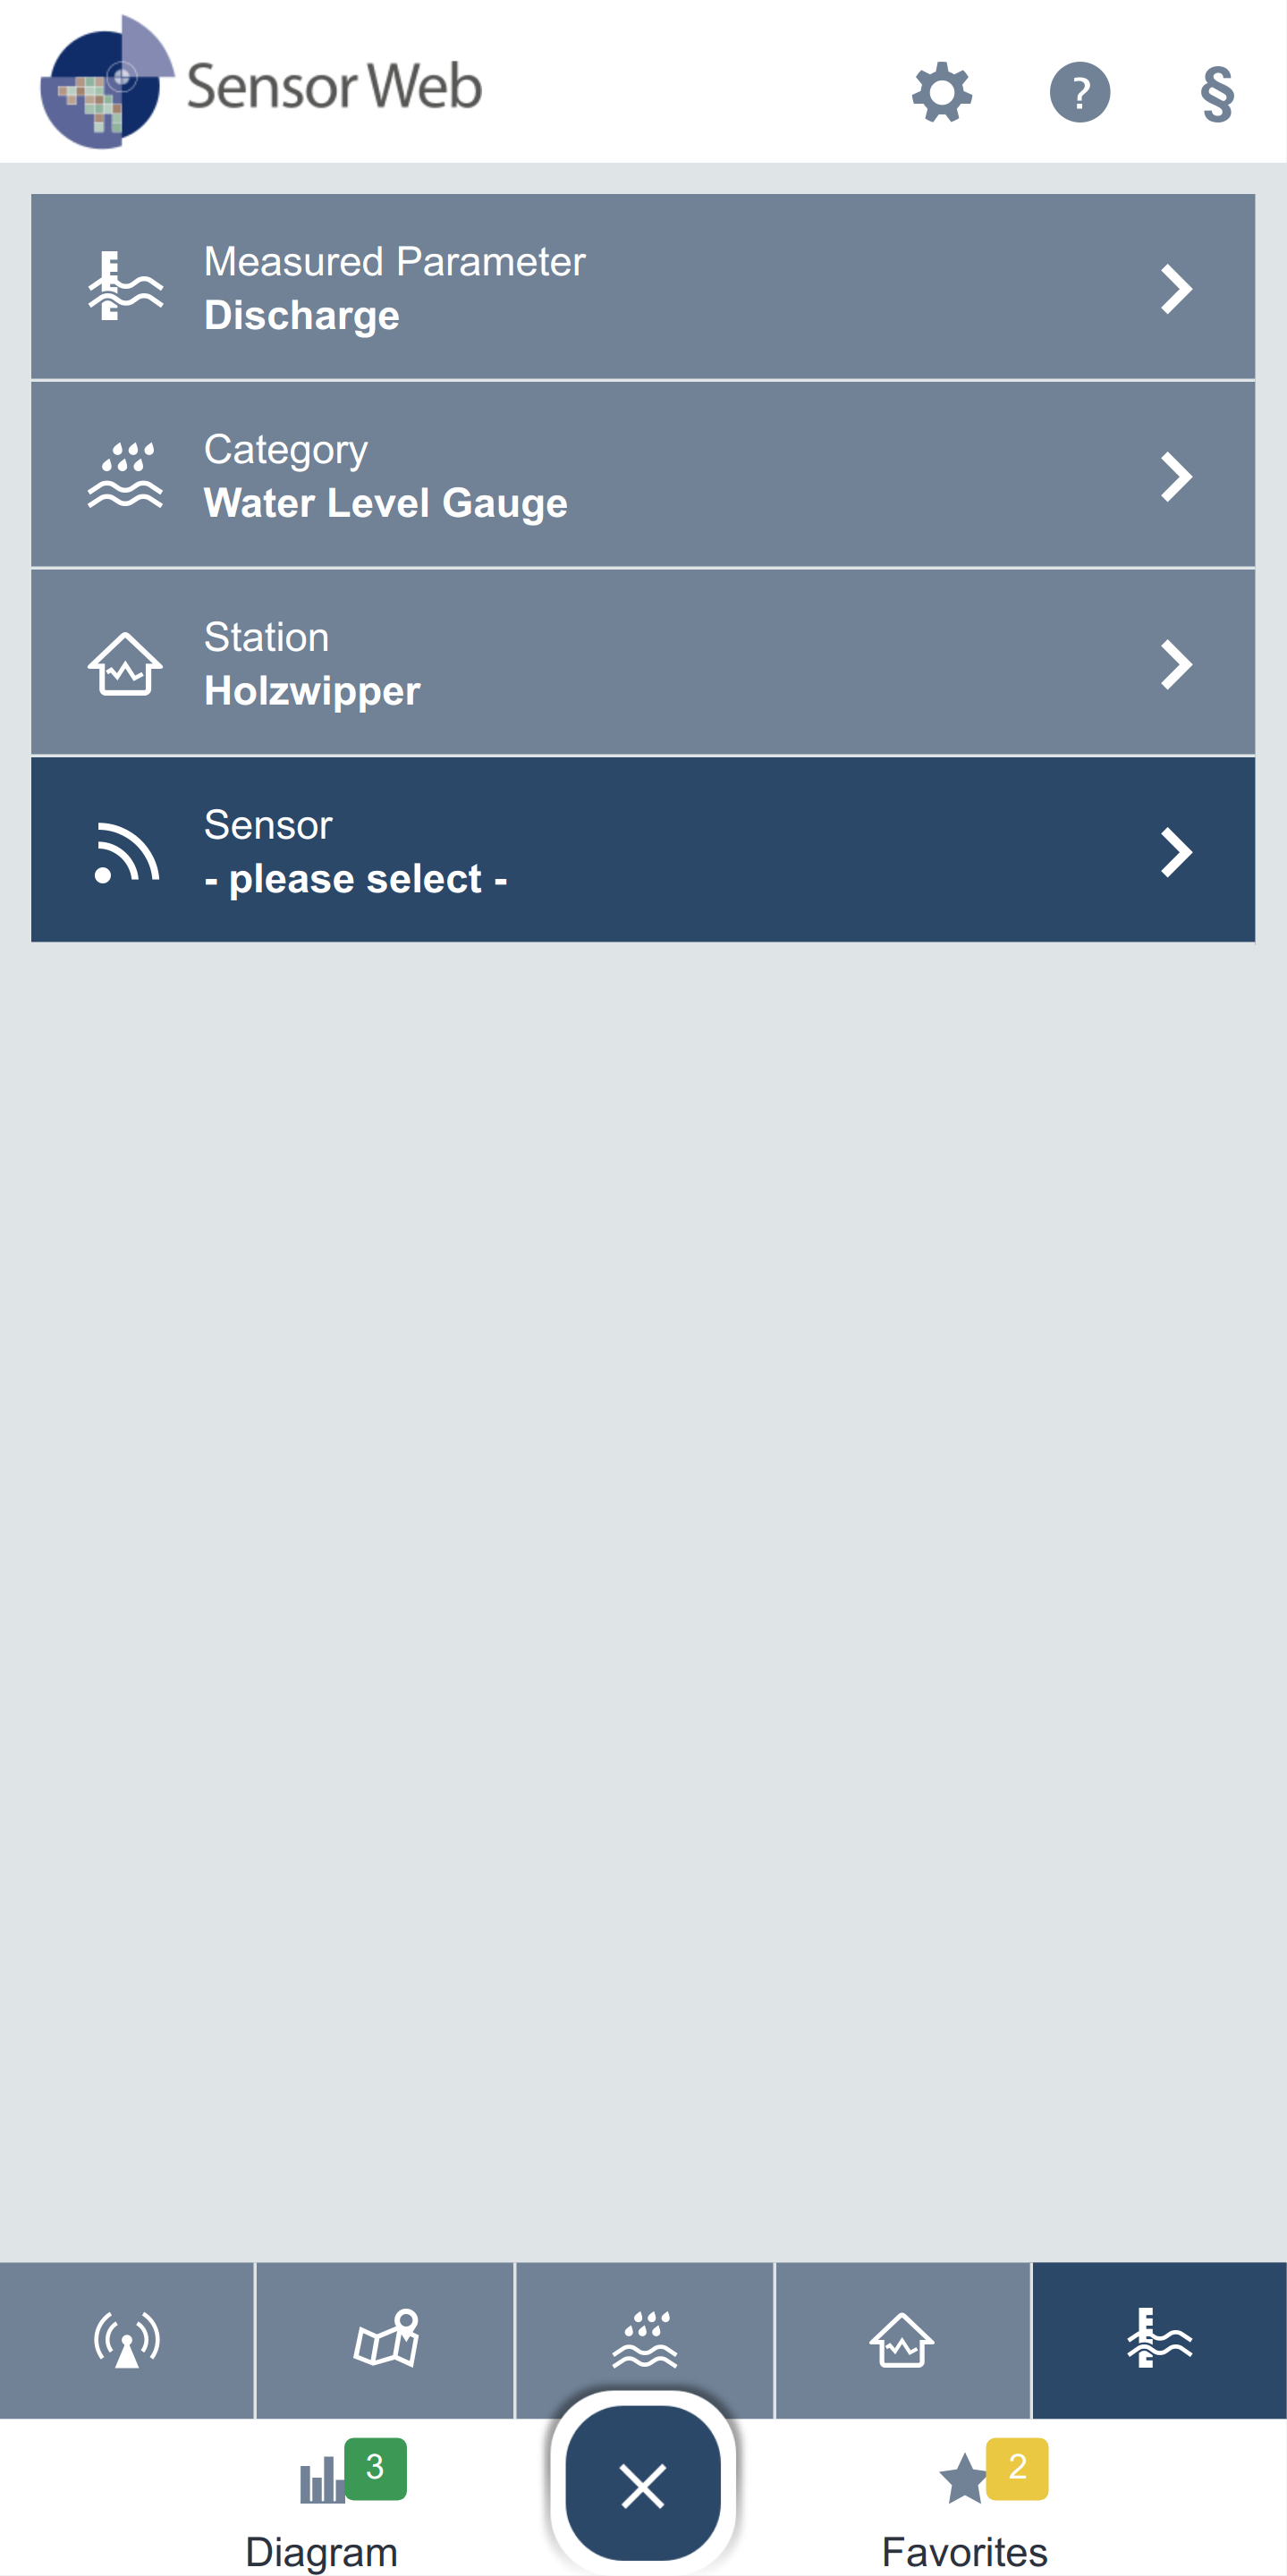 Sensor Web
?
§
Measured Parameter
Discharge
Category
Water Level Gauge
Station
Holzwipper
Sensor
- please select -
3
2
Diagram
Favorites